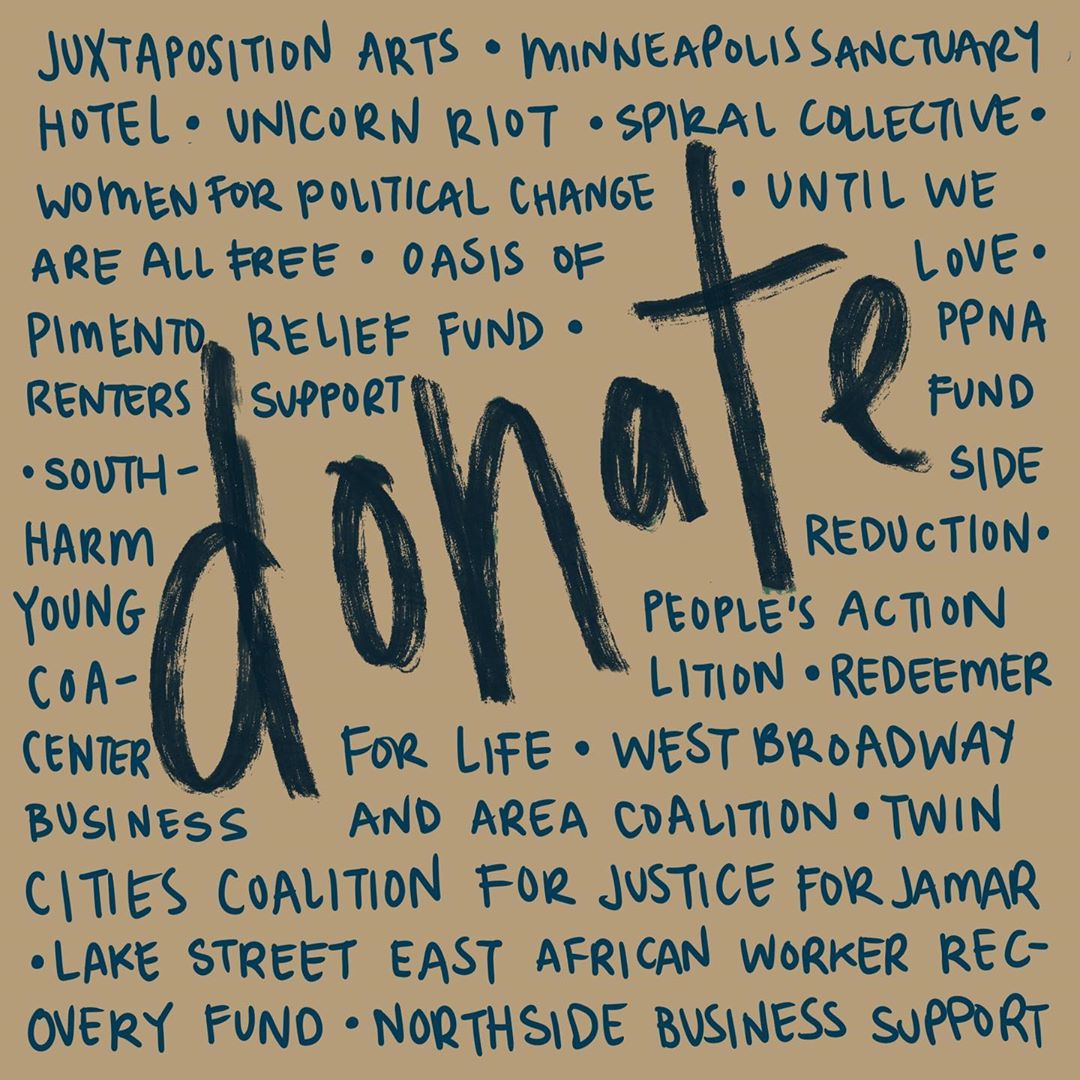 JUXTAPOSITION ARTS • MINNEAPOLIS SANCTUARY
HOTEL • UNICORN RIOT • SPIRAL COLLECTIVE •
WOMEN FOR POLITICAL CHANGE • UNTIL WE
ARE ALL FREE • OASIS OF LOVE •
PIMENTO RELIEF FUND • PPNA
RENTERS SUPPORT FUND
• SOUTH- SIDE
HARM REDUCTION •
YOUNG PEOPLE'S ACTION
COA- LITION • REDEEMER
CENTER FOR LIFE • WEST BROADWAY
BUSINESS AND AREA COALITION • TWIN
CITIES COALITION FOR JUSTICE FOR JAMAR
• LAKE STREET EAST AFRICAN WORKER REC-
OVERY FUND • NORTHSIDE BUSINESS SUPPORT
donate